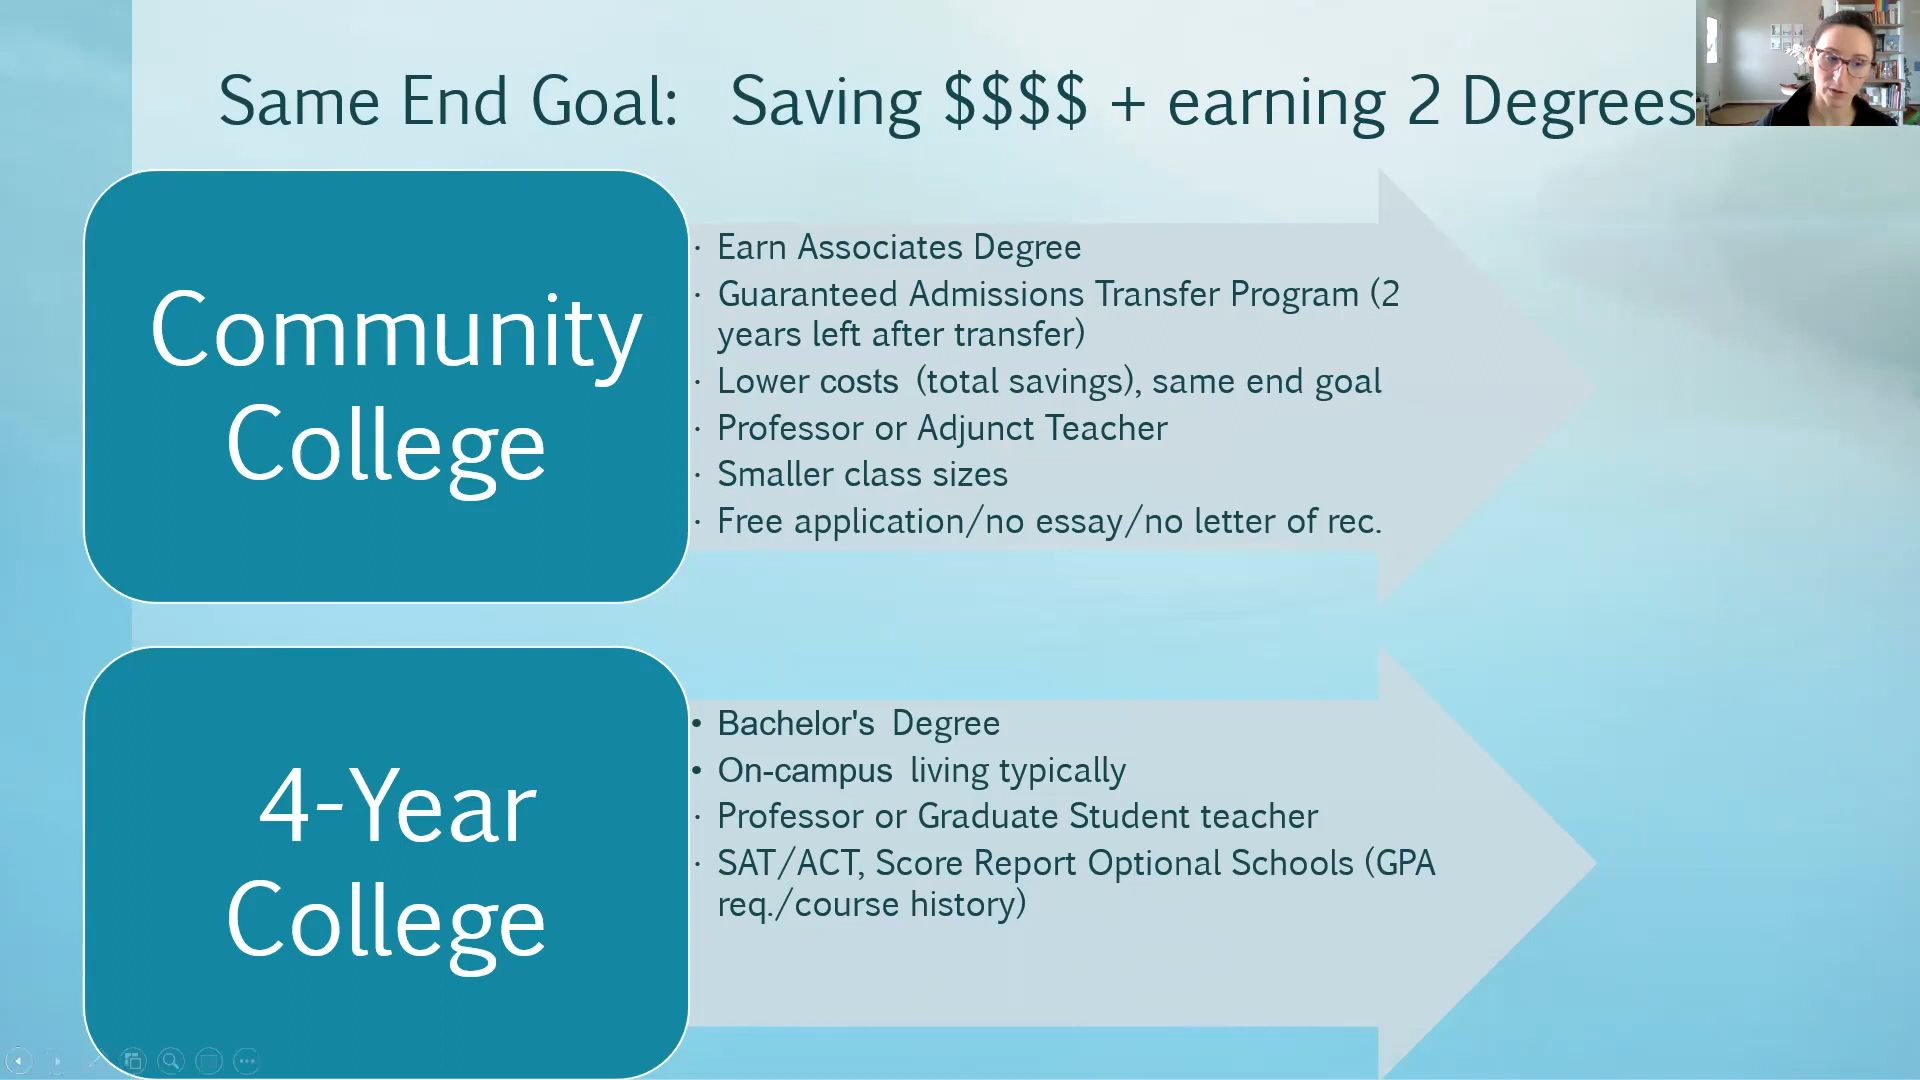 Same End Goal: Saving $$$$ + earning 2 Degrees
Community
College
· Earn Associates Degree
· Guaranteed Admissions Transfer Program (2
years left after transfer)
· Lower costs (total savings), same end goal
· Professor or Adjunct Teacher
· Smaller class sizes
· Free application/no essay/no letter of rec.
4-Year
College
• Bachelor's Degree
• On-campus living typically
· Professor or Graduate Student teacher
· SAT/ACT, Score Report Optional Schools (GPA
req./course history)